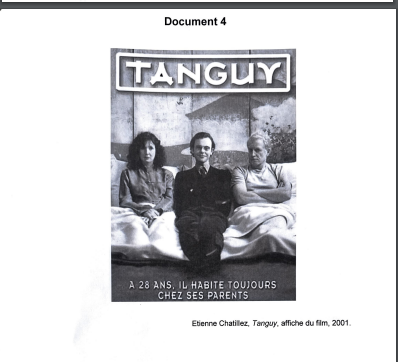 Document 4
TANGUY
A 28 ANS, IL HABITE TOUJOURS
CHEZ SES PARENTS
Etienne Chatillez, Tanguy, affiche du film, 2001.